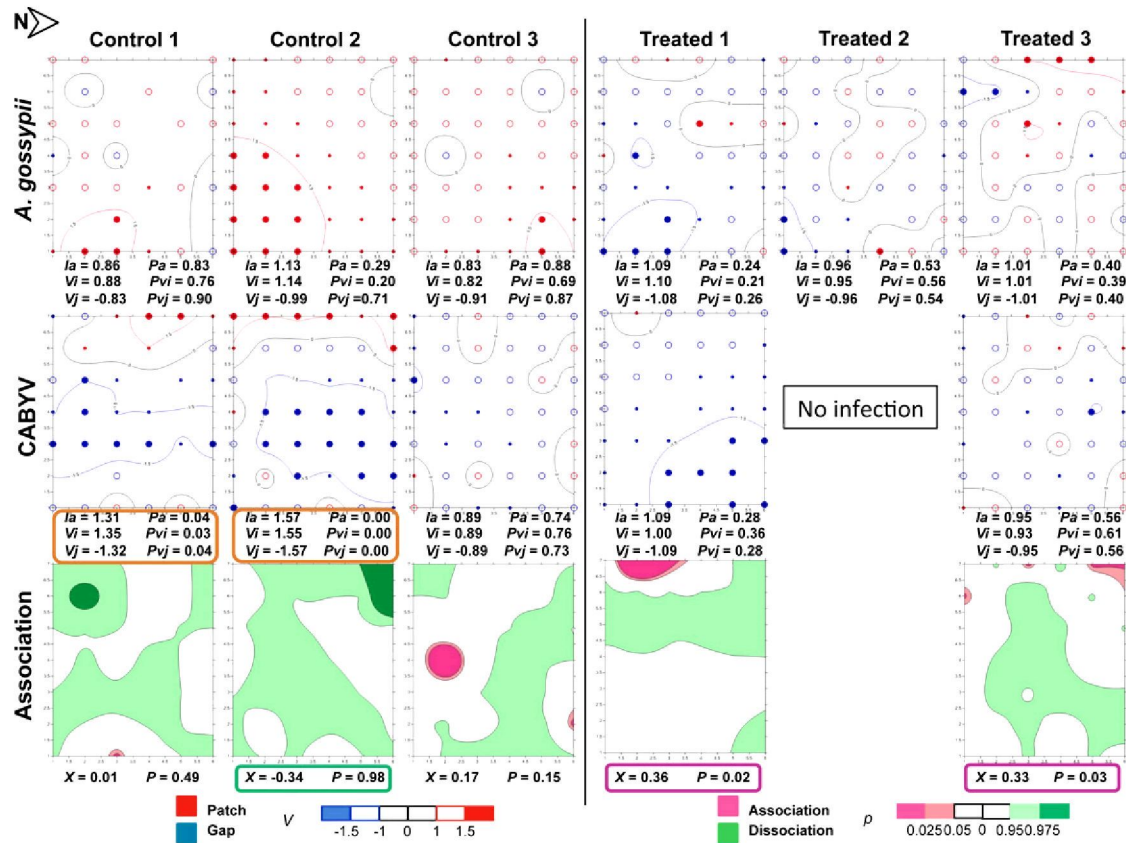 N
Control 1 Control 2 Control 3 Treated 1 Treated 2 Treated 3
A. gossypii
Ia = 0.86 Pa = 0.83 Ia = 1.13 Pa = 0.29 Ia = 0.83 Pa = 0.88 Ia = 1.09 Pa = 0.24 Ia = 0.96 Pa = 0.53 Ia = 1.01 Pa = 0.40
Vi = 0.88 Pvi = 0.76 Vi = 1.14 Pvi = 0.20 Vi = 0.82 Pvi = 0.69 Vi = 1.10 Pvi = 0.21 Vi = 0.95 Pvi = 0.56 Vi = 1.01 Pvi = 0.39
Vj = -0.83 Pvj = 0.90 Vj = -0.99 Pvj =0.71 Vj = -0.91 Pvj = 0.87 Vj = -1.08 Pvj = 0.26 Vj = -0.96 Pvj = 0.54 Vj = -1.01 Pvj = 0.40
CABYV
No infection
Ia = 1.31 Pa = 0.04 Ia = 1.57 Pa = 0.00 Ia = 0.89 Pa = 0.74 Ia = 1.09 Pa = 0.28 Ia = 0.95 Pa = 0.56
Vi = 1.35 Pvi = 0.03 Vi = 1.55 Pvi = 0.00 Vi = 0.89 Pvi = 0.76 Vi = 1.00 Pvi = 0.36 Vi = 0.93 Pvi = 0.61
Vj = -1.32 Pvj = 0.04 Vj = -1.57 Pvj = 0.00 Vj = -0.89 Pvj = 0.73 Vj = -1.09 Pvj = 0.28 Vj = -0.95 Pvj = 0.56
Association
X = 0.01 P = 0.49 X = -0.34 P = 0.98 X = 0.17 P = 0.15 X = 0.36 P = 0.02 X = 0.33 P = 0.03
Patch V Association p
Gap -1.5 -1 0 1 1.5 Dissociation 0.025 0.05 0 0.95 0.975